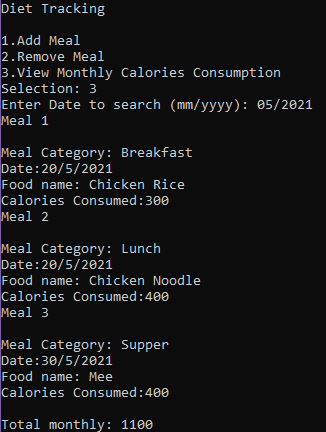 Diet Tracking
1.Add Meal
2.Remove Meal
3.View Monthly Calories Consumption
Selection: 3
Enter Date to search (mm/yyyy): 05/2021
Meal 1
Meal Category: Breakfast
Date:20/5/2021
Food name: Chicken Rice
Calories Consumed:300
Meal 2
Meal Category: Lunch
Date:20/5/2021
Food name: Chicken Noodle
Calories Consumed:400
Meal 3
Meal Category: Supper
Date:30/5/2021
Food name: Mee
Calories Consumed:400
Total monthly: 1100